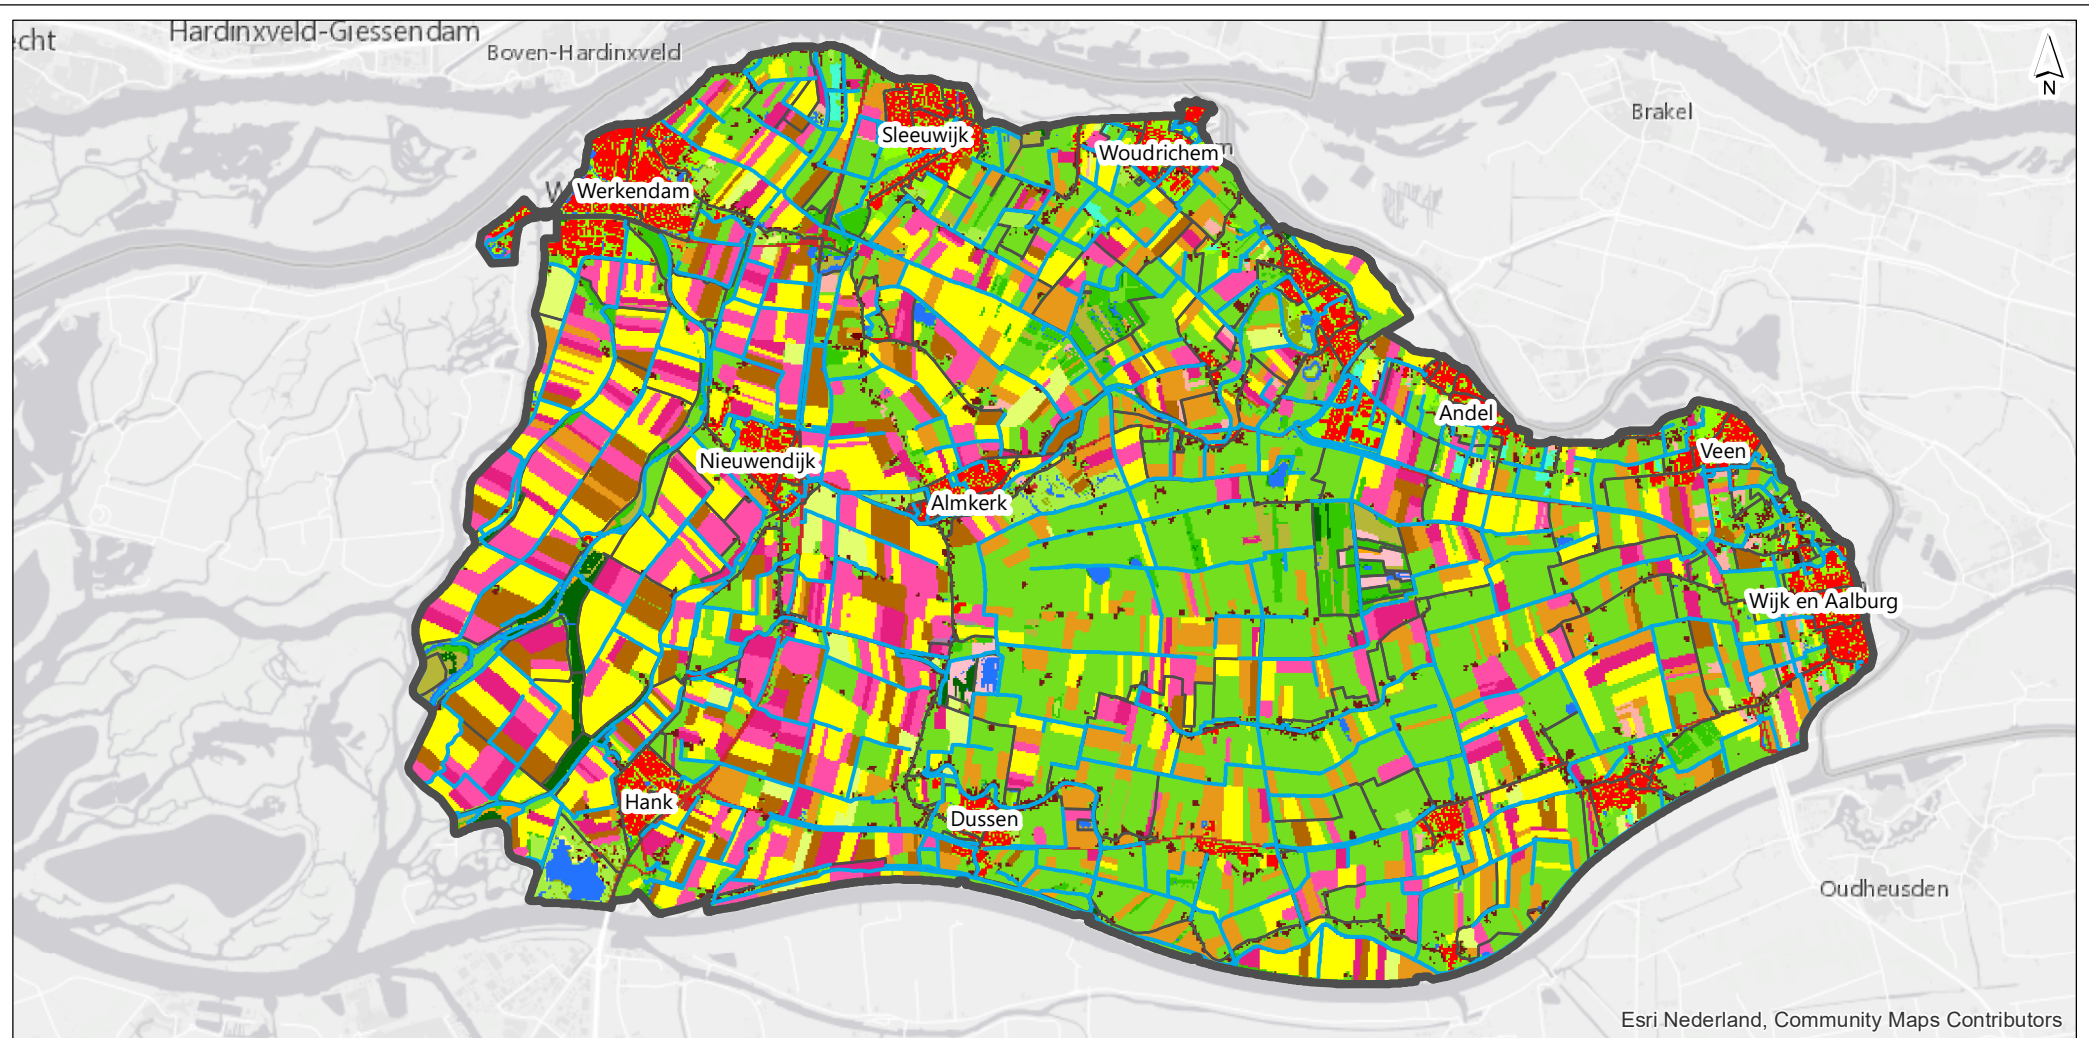 cht
Hardinxveld-Giessendam
Boven-Hardinxveld
N
Brakel
Sleeuwijk
Woudrichem
Werkendam
Andel
Veen
Nieuwendijk
Almkerk
Wijk en Aalburg
Hank
Dussen
Oudheusden
Esri Nederland, Community Maps Contributors